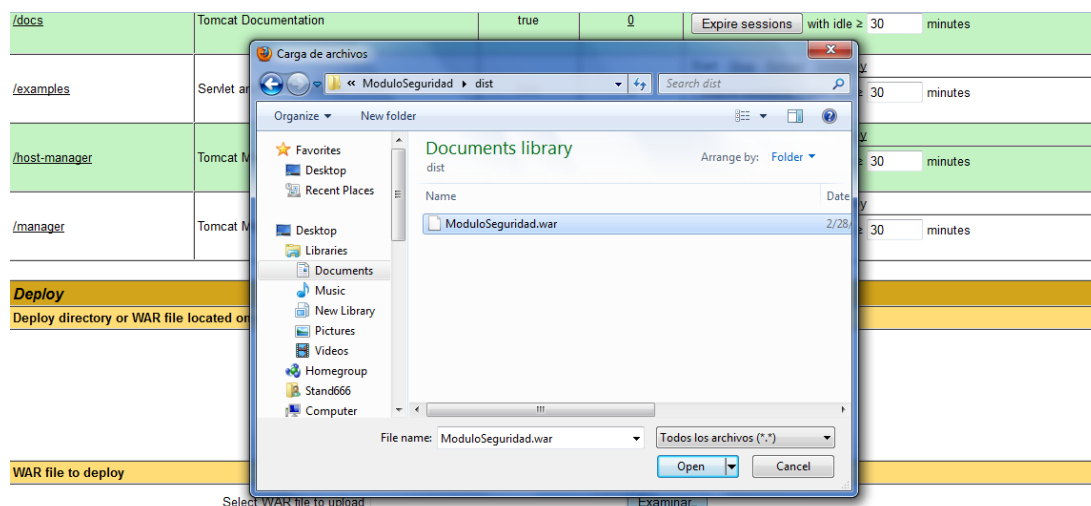 /docs Tomcat Documentation true 0 Expire sessions with idle ≥ 30 minutes
Carga de archivos
« ModuloSeguridad ▸ dist Search dist
/examples Servlet ar 30 minutes
Organize New folder
Favorites
Desktop
Recent Places
Documents library
dist
Arrange by: Folder
/host-manager Tomcat M 30 minutes
Name Date
ModuloSeguridad.war 2/28/
/manager Tomcat M 30 minutes
Desktop
Libraries
Documents
Music
New Library
Pictures
Videos
Homegroup
Stand666
Computer
Deploy
Deploy directory or WAR file located on
File name: ModuloSeguridad.war Todos los archivos (*.*)
Open Cancel
WAR file to deploy
Select WAR file to upload Examinar..